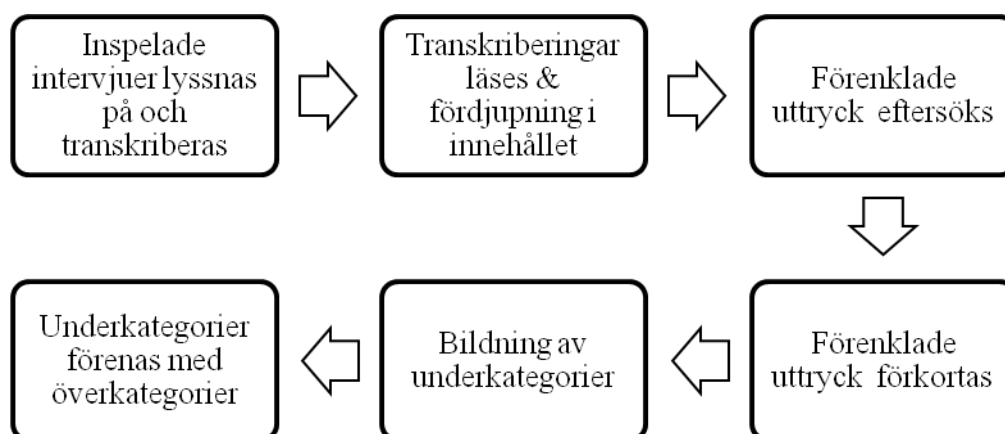 Inspelade
intervjuer lyssnas
på och
transkriberas
Transkriberingar
läses &
fördjupning i
innehållet
Förenklade
uttryck eftersöks
Förenklade
uttryck förkortas
Bildning av
underkategorier
Underkategorier
förenas med
överkategorier